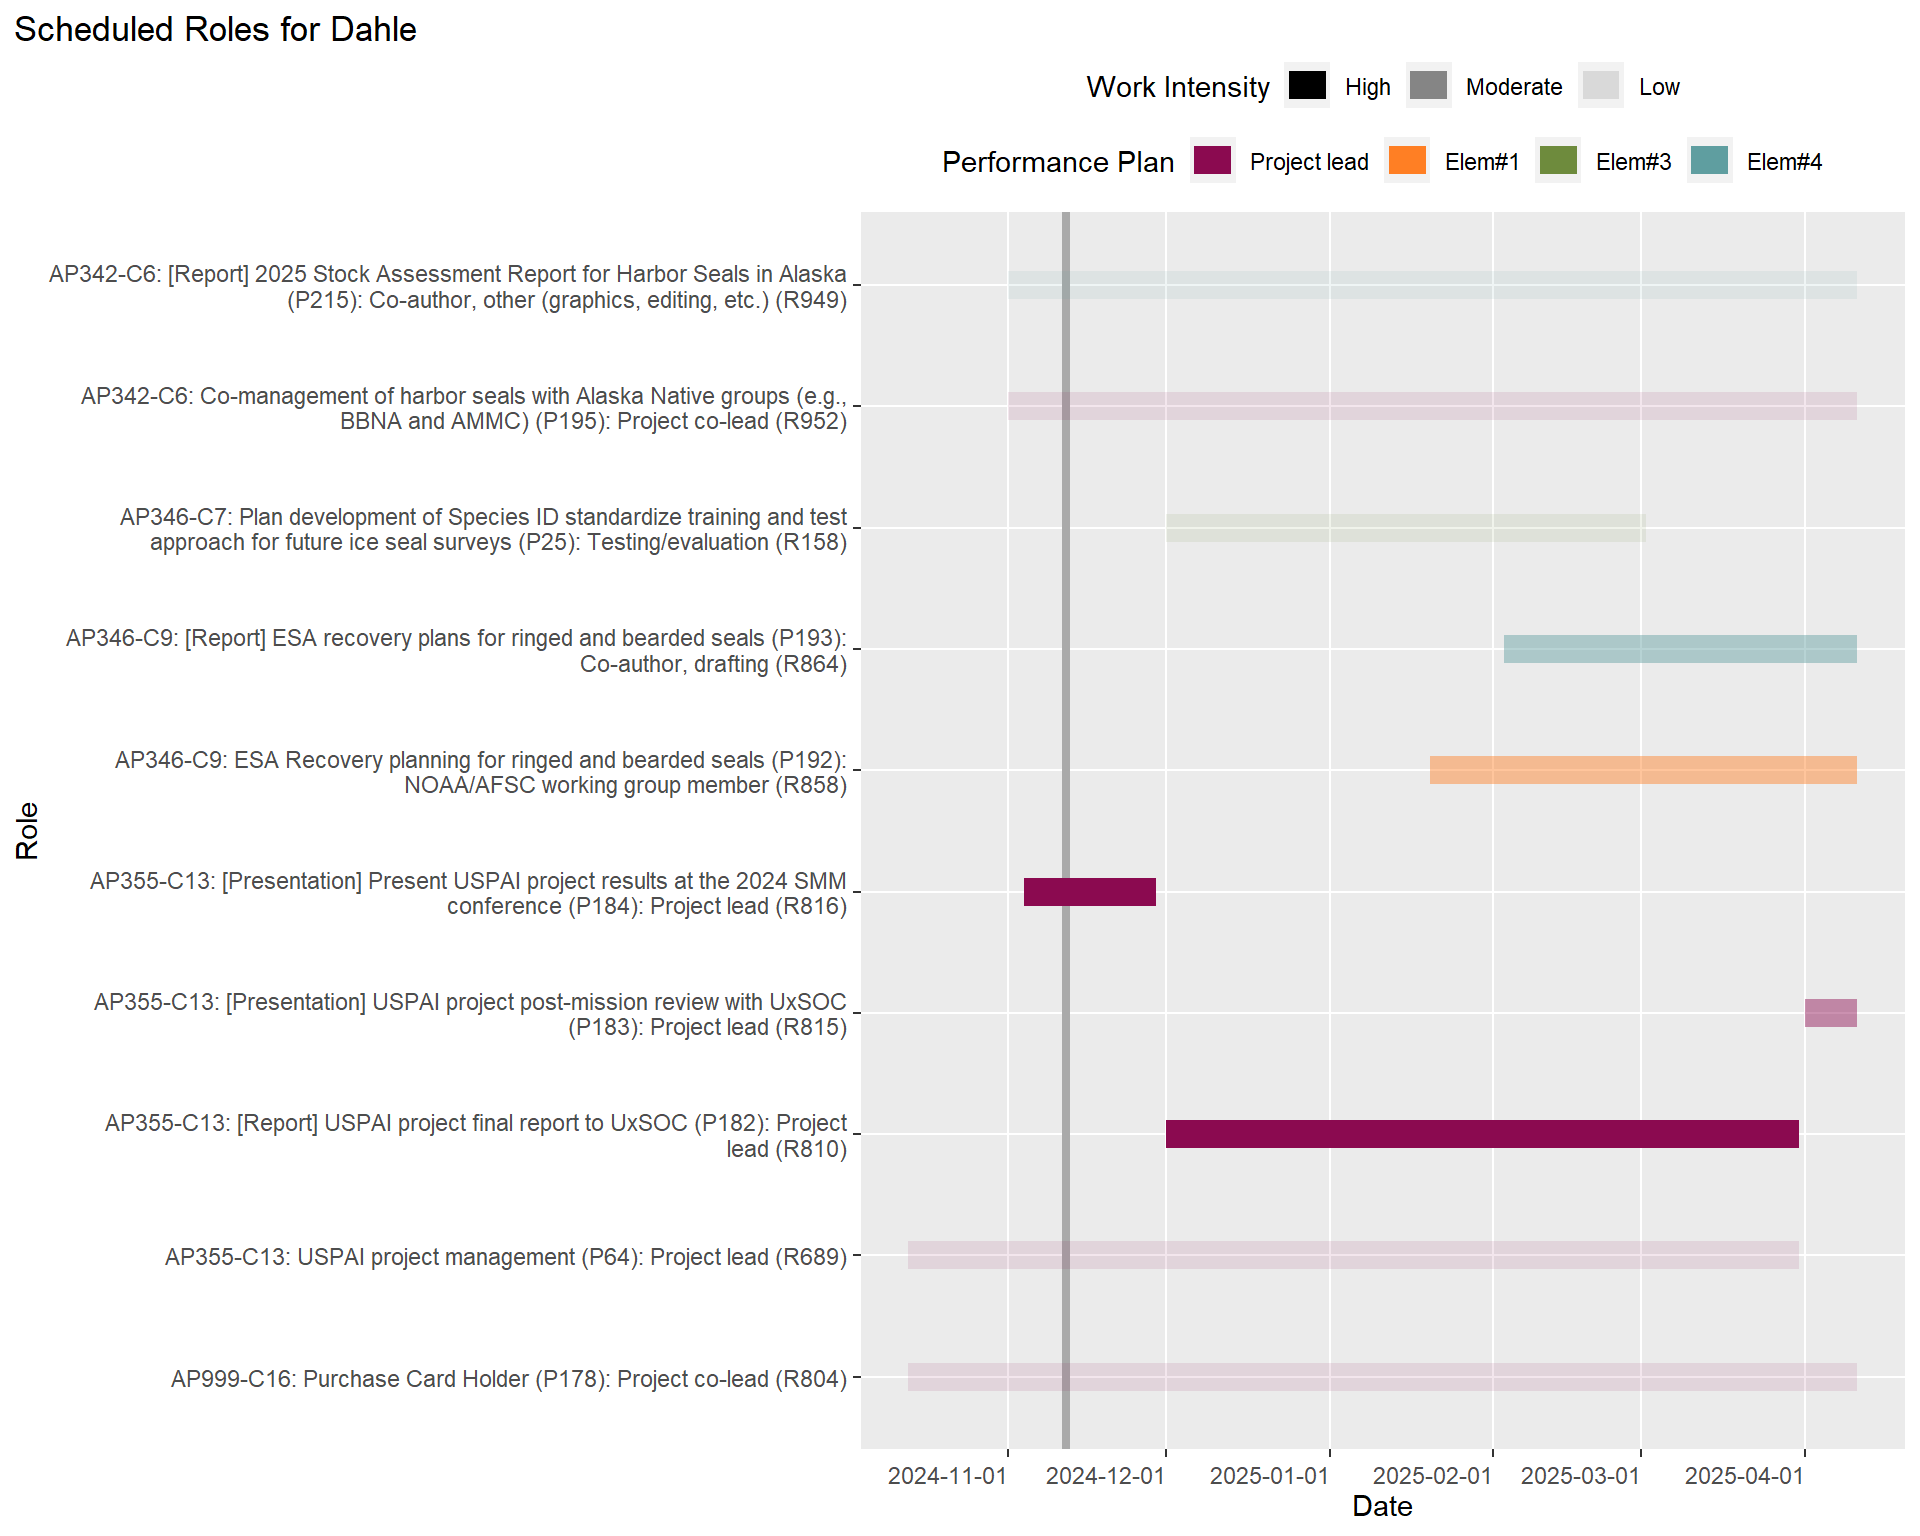 Scheduled Roles for Dahle
Work Intensity High Moderate Low
Performance Plan Project lead Elem#1 Elem#3 Elem#4
AP342-C6: [Report] 2025 Stock Assessment Report for Harbor Seals in Alaska
(P215): Co-author, other (graphics, editing, etc.) (R949)
AP342-C6: Co-management of harbor seals with Alaska Native groups (e.g.,
BBNA and AMMC) (P195): Project co-lead (R952)
AP346-C7: Plan development of Species ID standardize training and test
approach for future ice seal surveys (P25): Testing/evaluation (R158)
AP346-C9: [Report] ESA recovery plans for ringed and bearded seals (P193):
Co-author, drafting (R864)
AP346-C9: ESA Recovery planning for ringed and bearded seals (P192):
NOAA/AFSC working group member (R858)
AP355-C13: [Presentation] Present USPAI project results at the 2024 SMM
conference (P184): Project lead (R816)
AP355-C13: [Presentation] USPAI project post-mission review with UxSOC
(P183): Project lead (R815)
AP355-C13: [Report] USPAI project final report to UxSOC (P182): Project
lead (R810)
AP355-C13: USPAI project management (P64): Project lead (R689)
AP999-C16: Purchase Card Holder (P178): Project co-lead (R804)
Role
2024-11-01 2024-12-01 2025-01-01 2025-02-01 2025-03-01 2025-04-01
Date